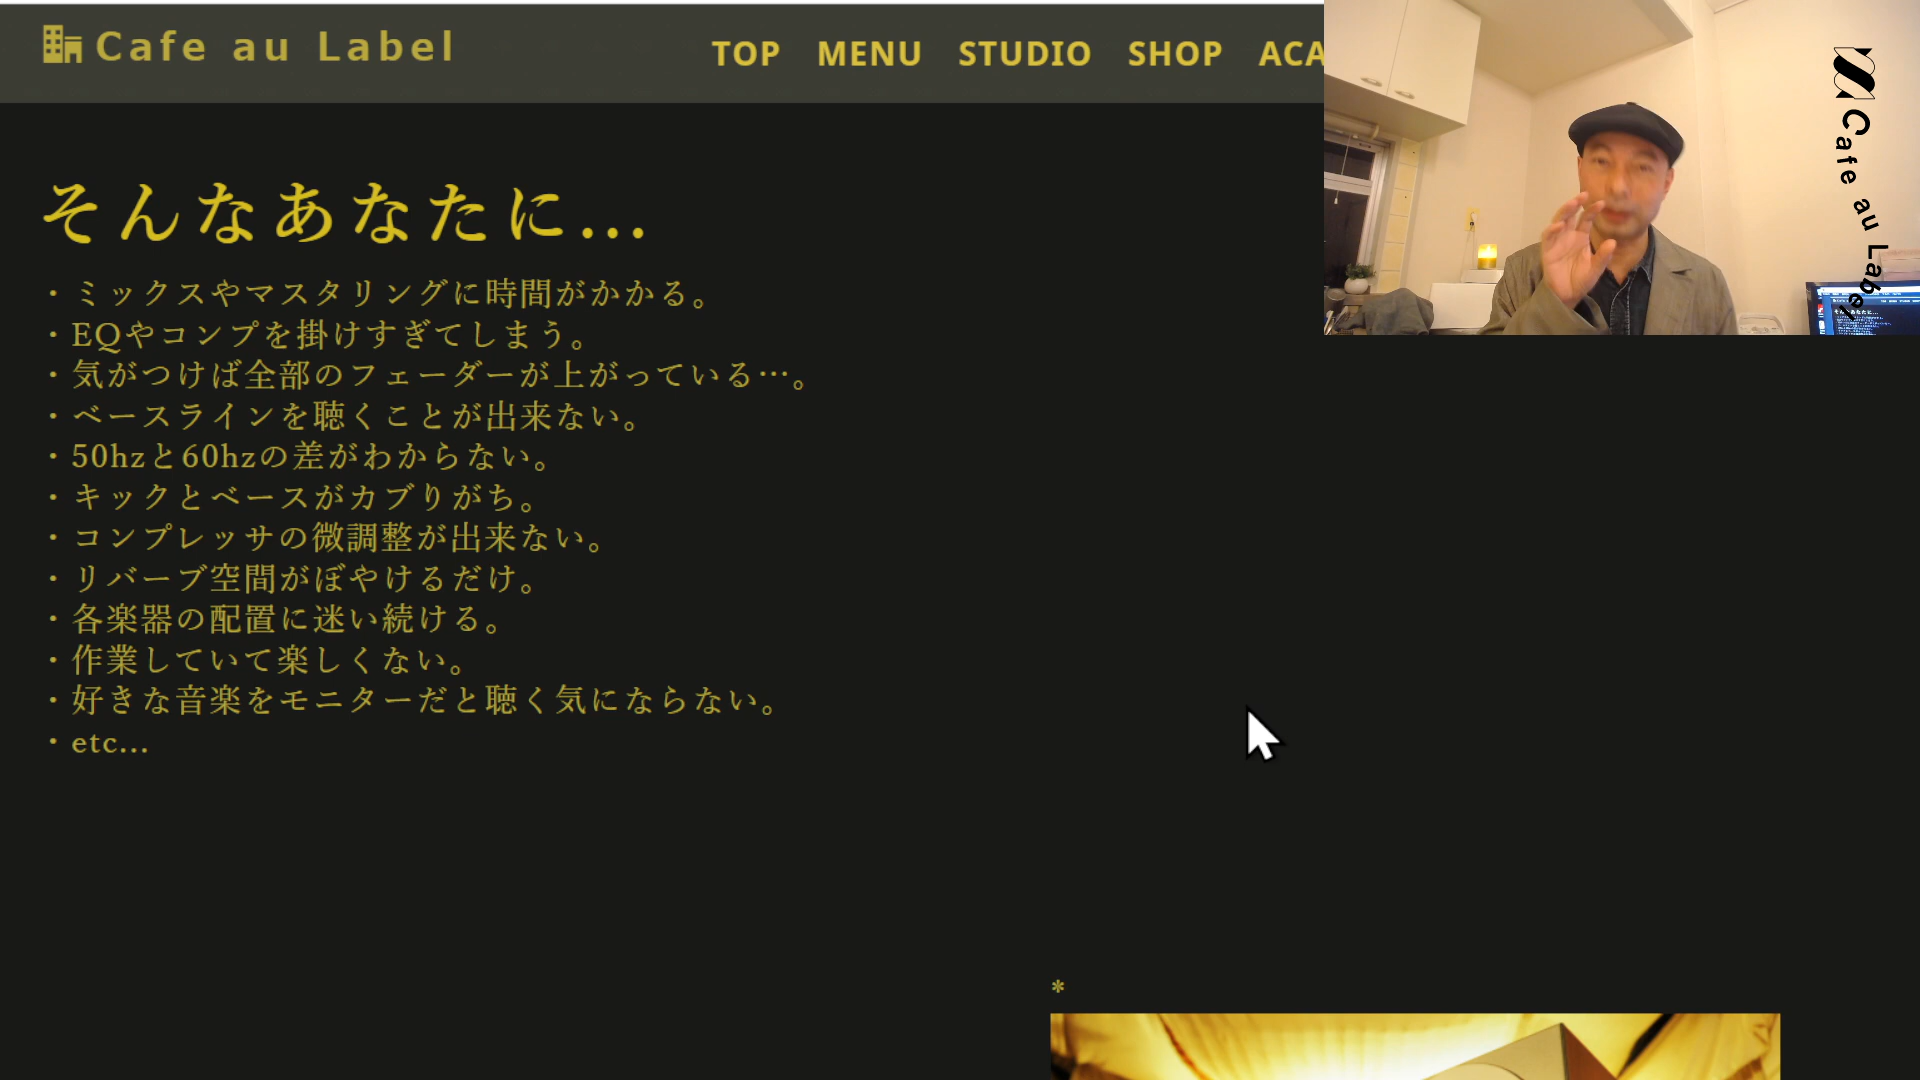 Cafe au Label
TOP MENU STUDIO SHOP ACA
そんなあなたに...
・ミックスやマスタリングに時間がかかる。
・EQやコンプを掛けすぎてしまう。
・気がつけば全部のフェーダーが上がっている…。
・ベースラインを聴くことが出来ない。
・50hzと60hzの差がわからない。
・キックとベースがカブりがち。
・コンプレッサの微調整が出来ない。
・リバーブ空間がぼやけるだけ。
・各楽器の配置に迷い続ける。
・作業していて楽しくない。
・好きな音楽をモニターだと聴く気にならない。
・etc...
*
Cafe au Label